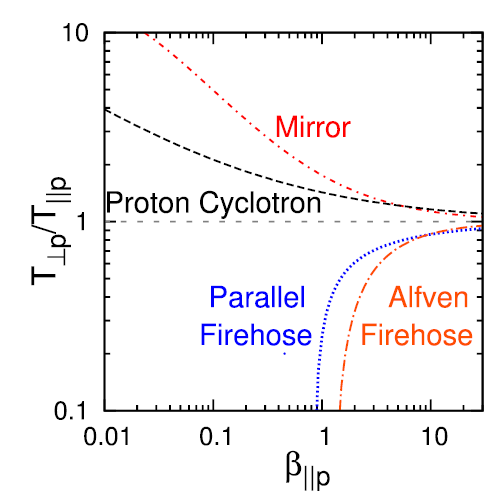 10
Mirror
T⊥p/T||p
Proton Cyclotron
1
Parallel
Firehose
Alfven
Firehose
0.1
0.01
0.1
1
10
β||p